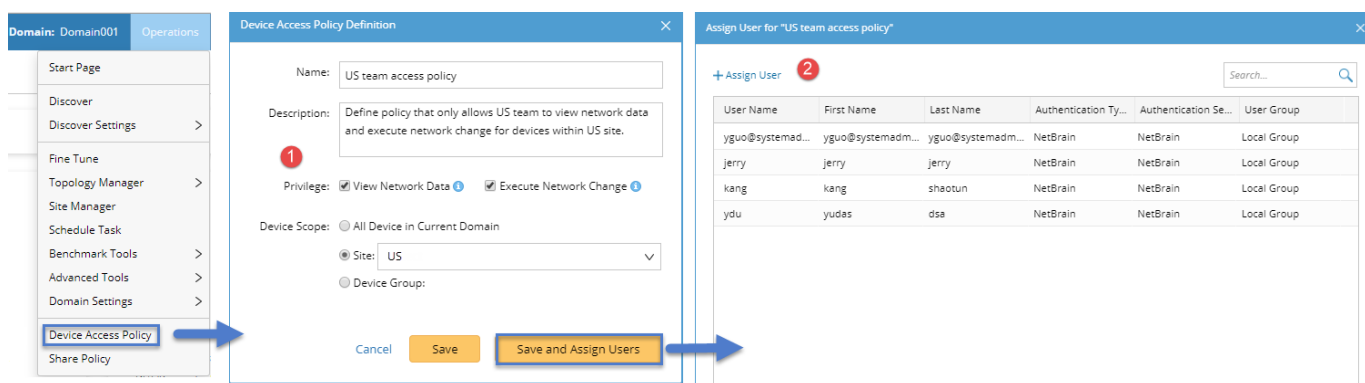 Domain: Domain001 Operations
Start Page
Discover
Discover Settings
Fine Tune
Topology Manager
Site Manager
Schedule Task
Benchmark Tools
Advanced Tools
Domain Settings
Device Access Policy
Share Policy
Device Access Policy Definition
Name: US team access policy
Description: Define policy that only allows US team to view network data
and execute network change for devices within US site.
1
Privilege: View Network Data Execute Network Change
Device Scope: All Device in Current Domain
Site: US
Device Group:
Cancel Save Save and Assign Users
Assign User for "US team access policy"
+ Assign User 2 Search...
User Name First Name Last Name Authentication Ty... Authentication Se... User Group
yguo@systemad... yguo@systemadm... yguo@systemadm... NetBrain NetBrain Local Group
jerry jerry jerry NetBrain NetBrain Local Group
kang kang shaotun NetBrain NetBrain Local Group
ydu yudas dsa NetBrain NetBrain Local Group